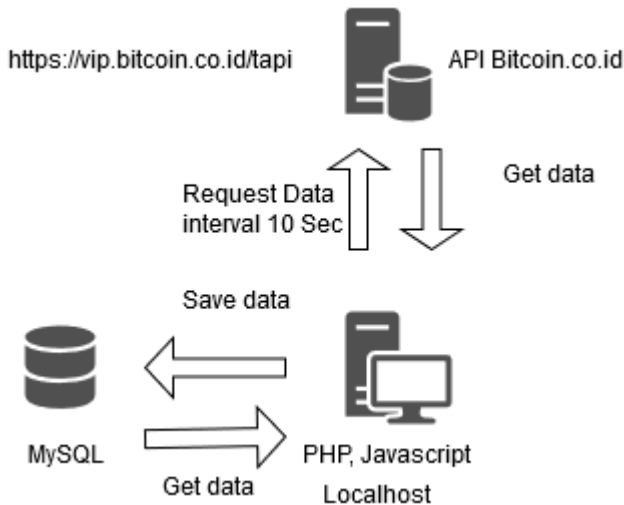 https://vip.bitcoin.co.id/tapi
API Bitcoin.co.id
Request Data
interval 10 Sec
Get data
Save data
MySQL
Get data
PHP, Javascript
Localhost